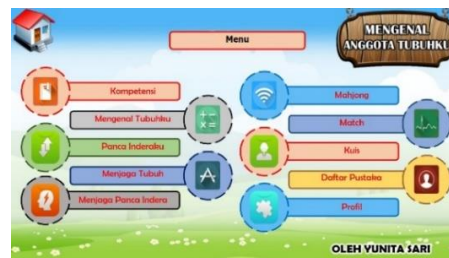 Menu
MENGENAL
ANGGOTA TUBUHKU
Kompetensi
Mengenal Tubuhku
Panca Inderaku
Menjaga Tubuh
Menjaga Panca Indera
Mahjong
Match
Kuis
Daftar Pustaka
Profil
OLEH YUNITA SARI